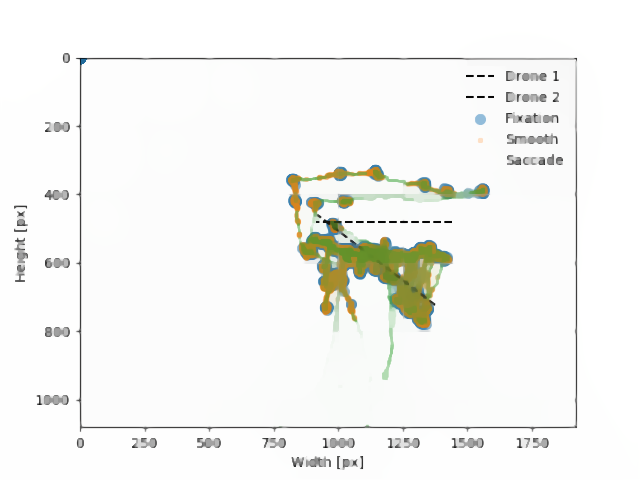 0
200
400
600
800
1000
Height [px]
0
250
500
750
1000
1250
1500
1750
Width [px]
Drone 1
Drone 2
Fixation
Smooth
Saccade